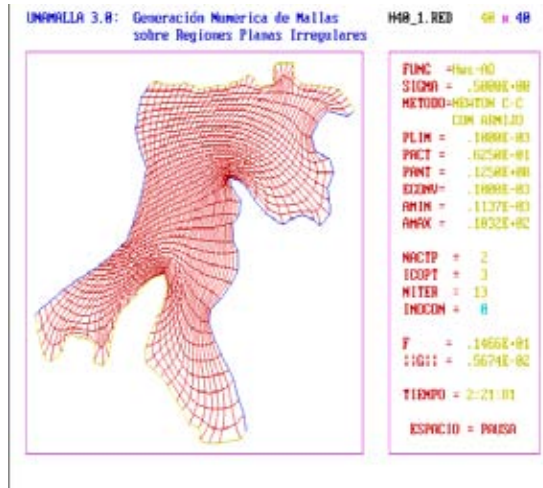 UNAMALLA 3.0: Generación Numerica de Mallas
sobre Regiones Planas Irregulares
H40_1.RED 40 x 40
FUNC =
SIGMA = .5000E+00
METODO=NEWTON C-C
CON ARMIJO
PLIM = .1000E-03
PACT = .6250E-01
PANT = .1250E+00
ECONV= .1000E-03
AMIN = .1137E-03
AMAX = .1032E+02
NACTP = 2
ICOPT = 3
NITER = 13
INOCON = 0
F = .1466E+01
||G|| = .5674E-02
TIEMPO = 2:21:81
ESPACIO = PAUSA